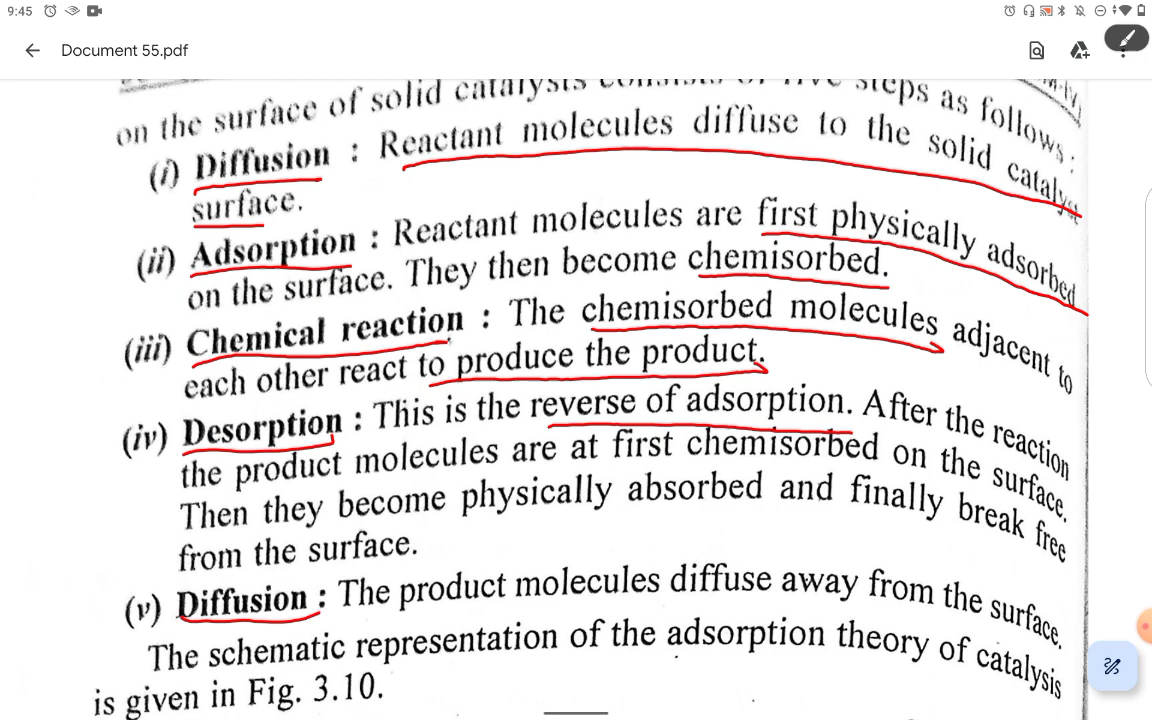 9:45
Document 55.pdf
on the surface of solid catalysts consists of five steps as follows :
(i) Diffusion : Reactant molecules diffuse to the solid catalyst
surface.
(ii) Adsorption : Reactant molecules are first physically adsorbed
on the surface. They then become chemisorbed.
(iii) Chemical reaction : The chemisorbed molecules adjacent to
each other react to produce the product.
(iv) Desorption : This is the reverse of adsorption. After the reaction
the product molecules are at first chemisorbed on the surface.
Then they become physically absorbed and finally break free
from the surface.
(v) Diffusion : The product molecules diffuse away from the surface.
The schematic representation of the adsorption theory of catalysis
is given in Fig. 3.10.